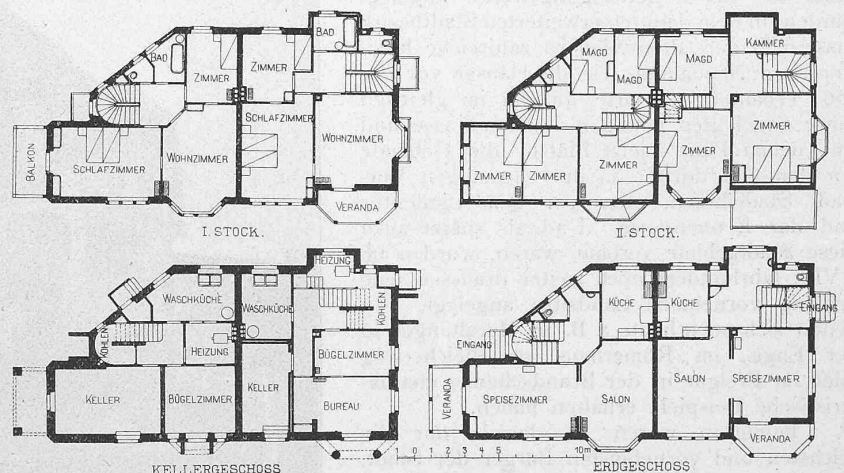 BAD
ZIMMER
ZIMMER
BAD
BALKON
SCHLAFZIMMER
WOHNZIMMER
SCHLAFZIMMER
WOHNZIMMER
VERANDA
I. STOCK.
MAGD
MAGD
MAGD
KAMMER
ZIMMER
ZIMMER
ZIMMER
ZIMMER
ZIMMER
II. STOCK.
WASCHKÜCHE
WASCHKÜCHE
HEIZUNG
KOHLEN
KOHLEN
HEIZUNG
BÜGELZIMMER
KELLER
BÜGELZIMMER
KELLER
BUREAU
KELLERGESCHOSS
KÜCHE
KÜCHE
EINGANG
EINGANG
VERANDA
SPEISEZIMMER
SALON
SALON
SPEISEZIMMER
VERANDA
ERDGESCHOSS
1 0 1 2 3 4 5 10m